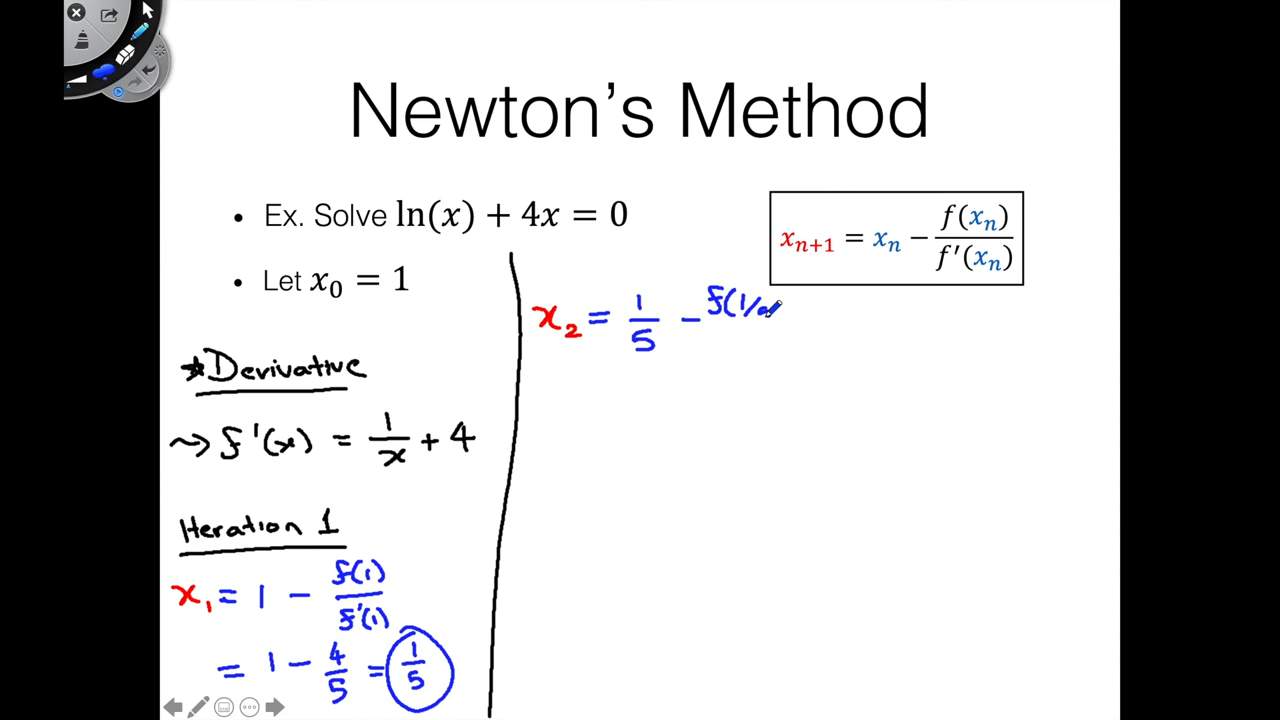 Newton's Method
• Ex. Solve ln(x) + 4x = 0
xₙ₊₁ = xₙ − f(xₙ)/f′(xₙ)
• Let x₀ = 1
*Derivative
⇝ f'(x) = 1/x + 4
Iteration 1
x₁ = 1 − f(1)/f'(1)
= 1 − 4/5 = 1/5
x₂ = 1/5 − f(1/